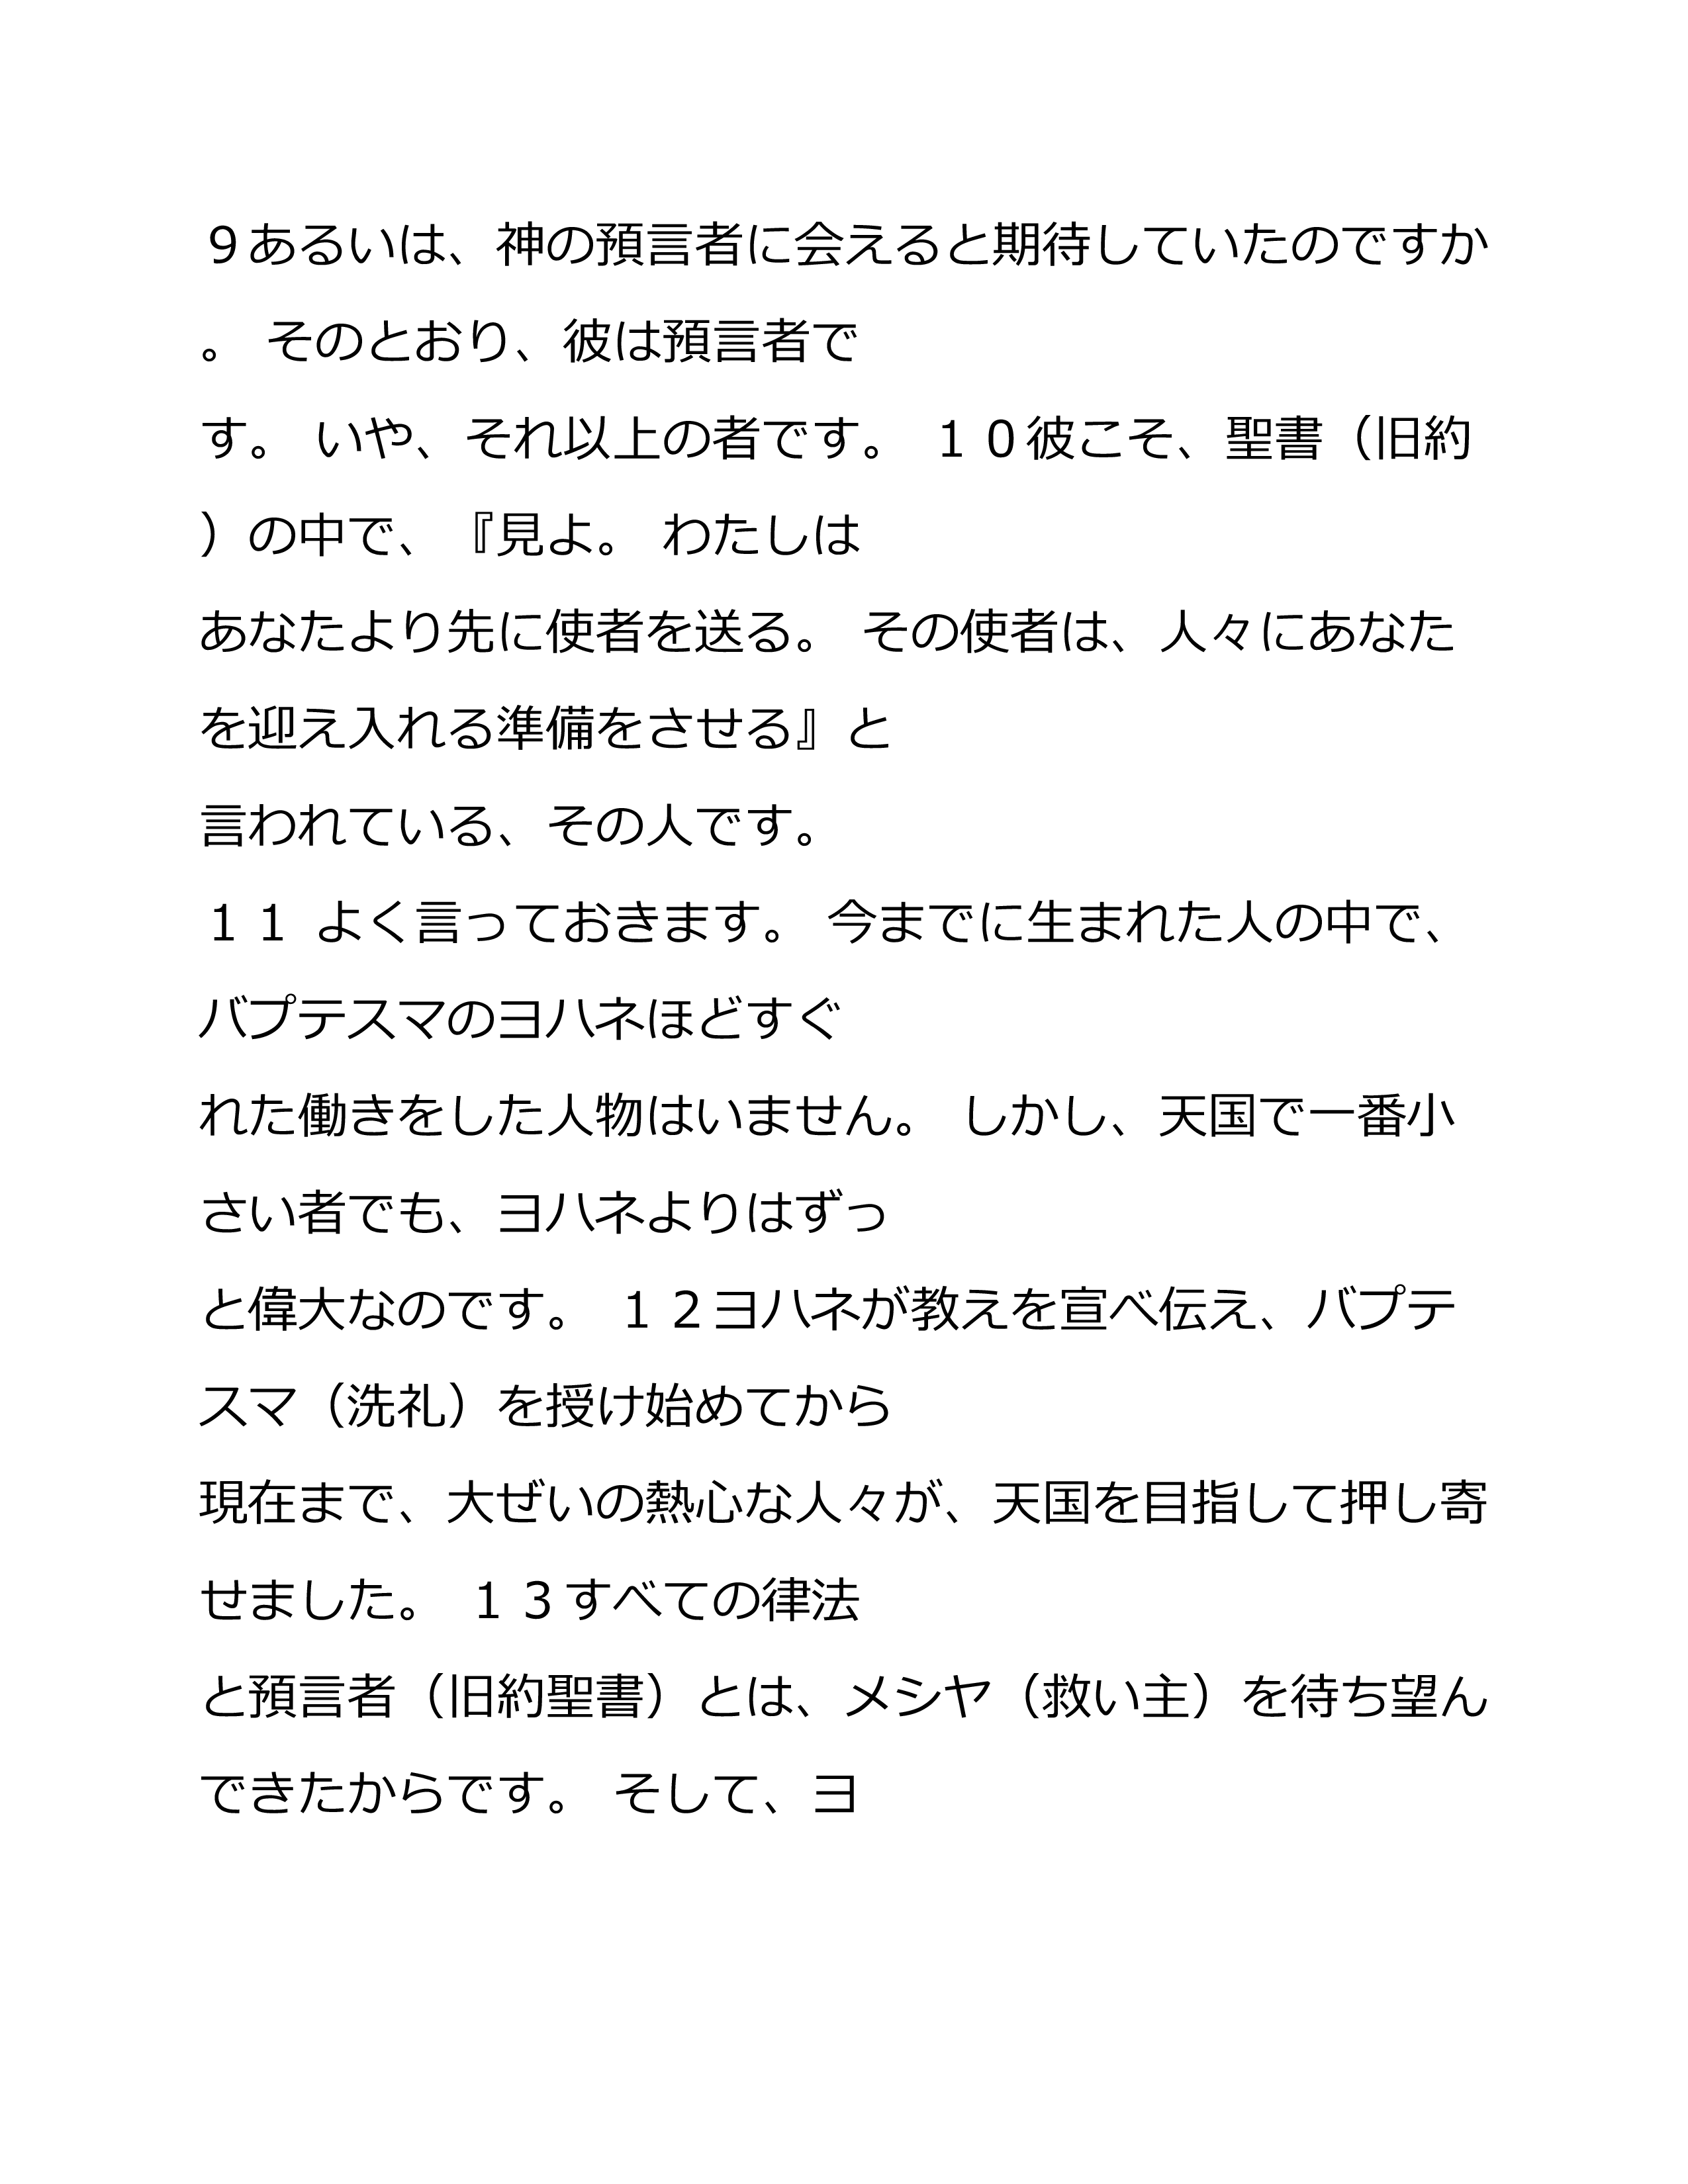 ９あるいは、神の預言者に会えると期待していたのですか
。 そのとおり、彼は預言者で
す。 いや、それ以上の者です。 １０彼こそ、聖書（旧約
）の中で、『見よ。 わたしは
あなたより先に使者を送る。 その使者は、人々にあなた
を迎え入れる準備をさせる』と
言われている、その人です。
１１ よく言っておきます。 今までに生まれた人の中で、
バプテスマのヨハネほどすぐ
れた働きをした人物はいません。 しかし、天国で一番小
さい者でも、ヨハネよりはずっ
と偉大なのです。 １２ヨハネが教えを宣べ伝え、バプテ
スマ（洗礼）を授け始めてから
現在まで、大ぜいの熱心な人々が、天国を目指して押し寄
せました。 １３すべての律法
と預言者（旧約聖書）とは、メシヤ（救い主）を待ち望ん
できたからです。 そして、ヨ